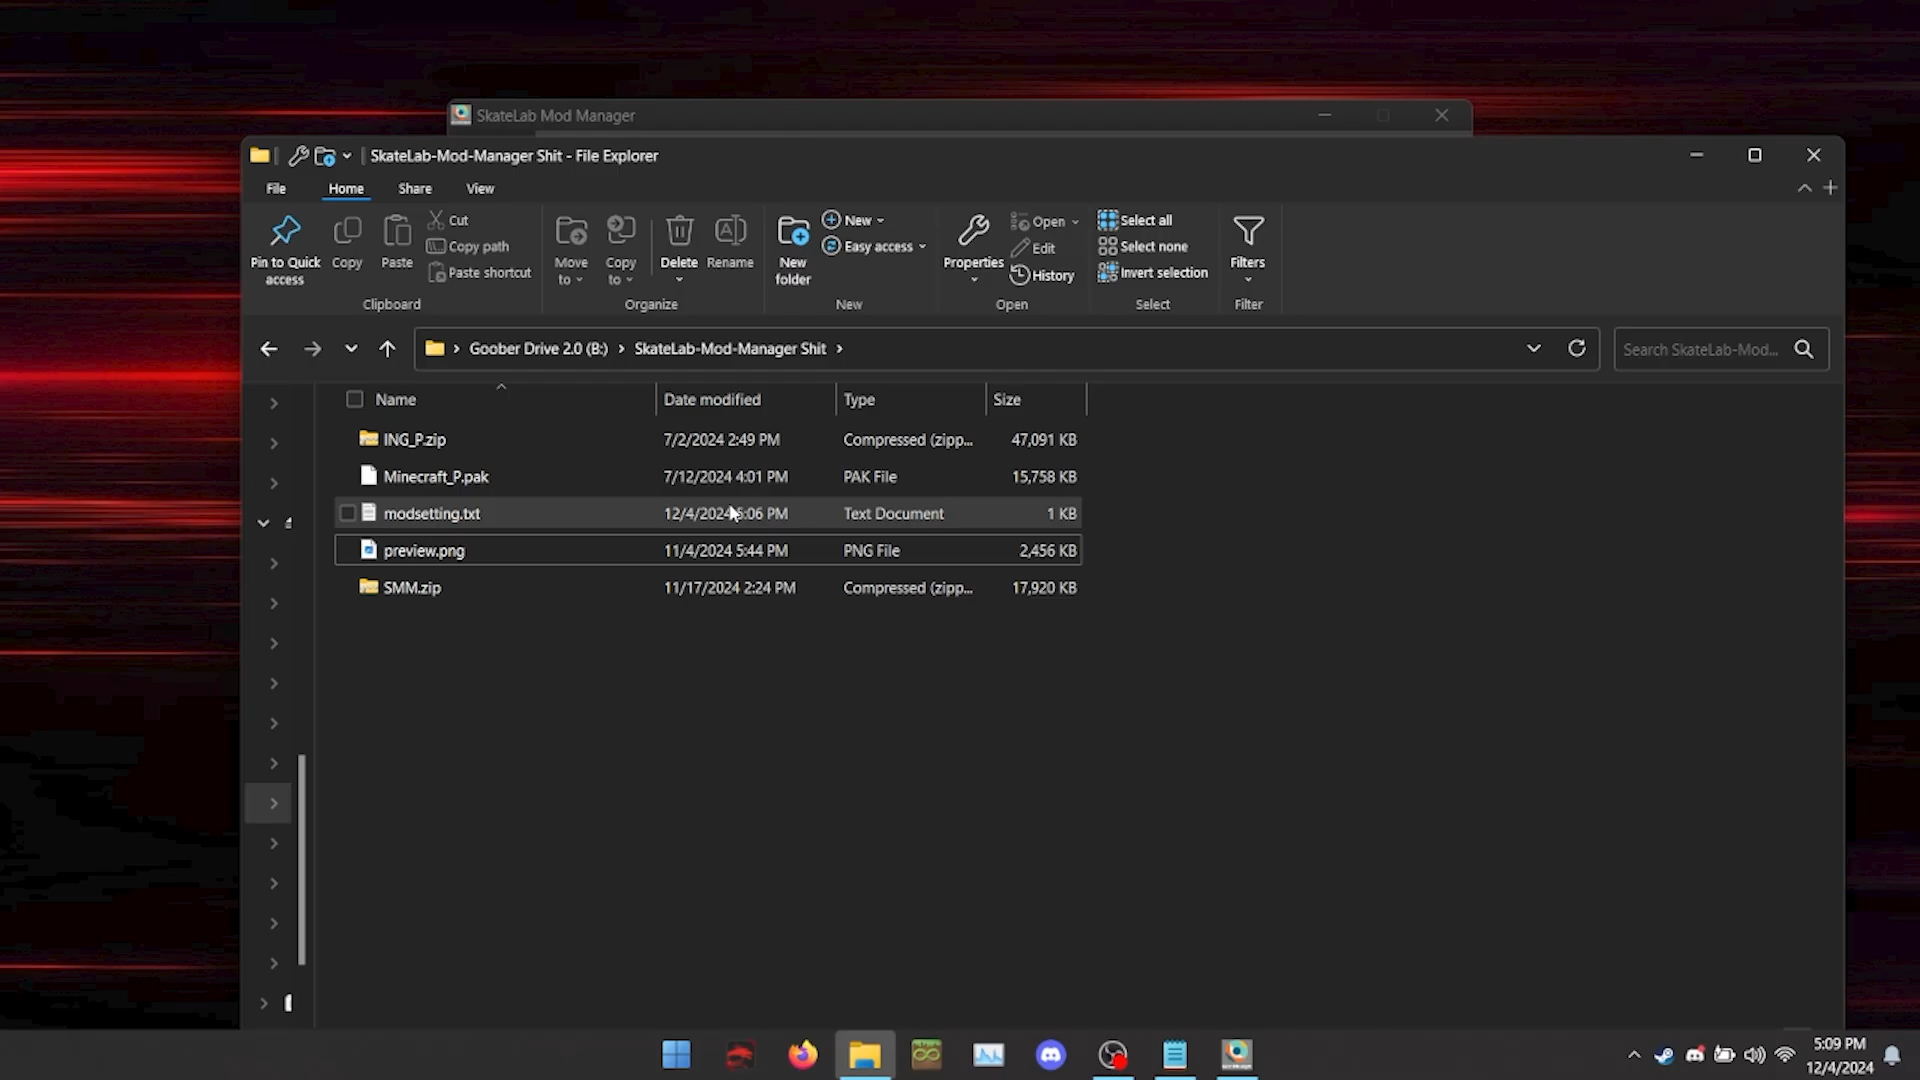 SkateLab Mod Manager
SkateLab-Mod-Manager Shit - File Explorer
File Home Share View
Pin to Quick access
Copy
Paste
Cut
Copy path
Paste shortcut
Clipboard
Move to
Copy to
Delete
Rename
Organize
New folder
New
Easy access
New
Properties
Open
Edit
History
Open
Select all
Select none
Invert selection
Select
Filters
Filter
Goober Drive 2.0 (B:) SkateLab-Mod-Manager Shit
Search SkateLab-Mod...
Name Date modified Type Size
ING_P.zip 7/2/2024 2:49 PM Compressed (zipp... 47,091 KB
Minecraft_P.pak 7/12/2024 4:01 PM PAK File 15,758 KB
modsetting.txt 12/4/2024 :06 PM Text Document 1 KB
preview.png 11/4/2024 5:44 PM PNG File 2,456 KB
SMM.zip 11/17/2024 2:24 PM Compressed (zipp... 17,920 KB
5:09 PM
12/4/2024